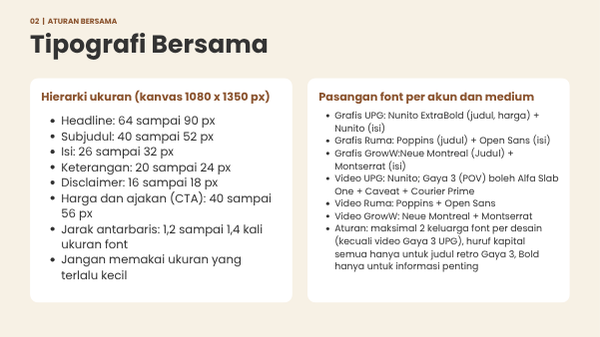 02 | ATURAN BERSAMA
Tipografi Bersama
Hierarki ukuran (kanvas 1080 x 1350 px)
• Headline: 64 sampai 90 px
• Subjudul: 40 sampai 52 px
• Isi: 26 sampai 32 px
• Keterangan: 20 sampai 24 px
• Disclaimer: 16 sampai 18 px
• Harga dan ajakan (CTA): 40 sampai
56 px
• Jarak antarbaris: 1,2 sampai 1,4 kali
ukuran font
• Jangan memakai ukuran yang
terlalu kecil
Pasangan font per akun dan medium
• Grafis UPG: Nunito ExtraBold (judul, harga) +
Nunito (isi)
• Grafis Ruma: Poppins (judul) + Open Sans (isi)
• Grafis GrowW:Neue Montreal (Judul) +
Montserrat (isi)
• Video UPG: Nunito; Gaya 3 (POV) boleh Alfa Slab
One + Caveat + Courier Prime
• Video Ruma: Poppins + Open Sans
• Video GrowW: Neue Montreal + Montserrat
• Aturan: maksimal 2 keluarga font per desain
(kecuali video Gaya 3 UPG), huruf kapital
semua hanya untuk judul retro Gaya 3, Bold
hanya untuk informasi penting